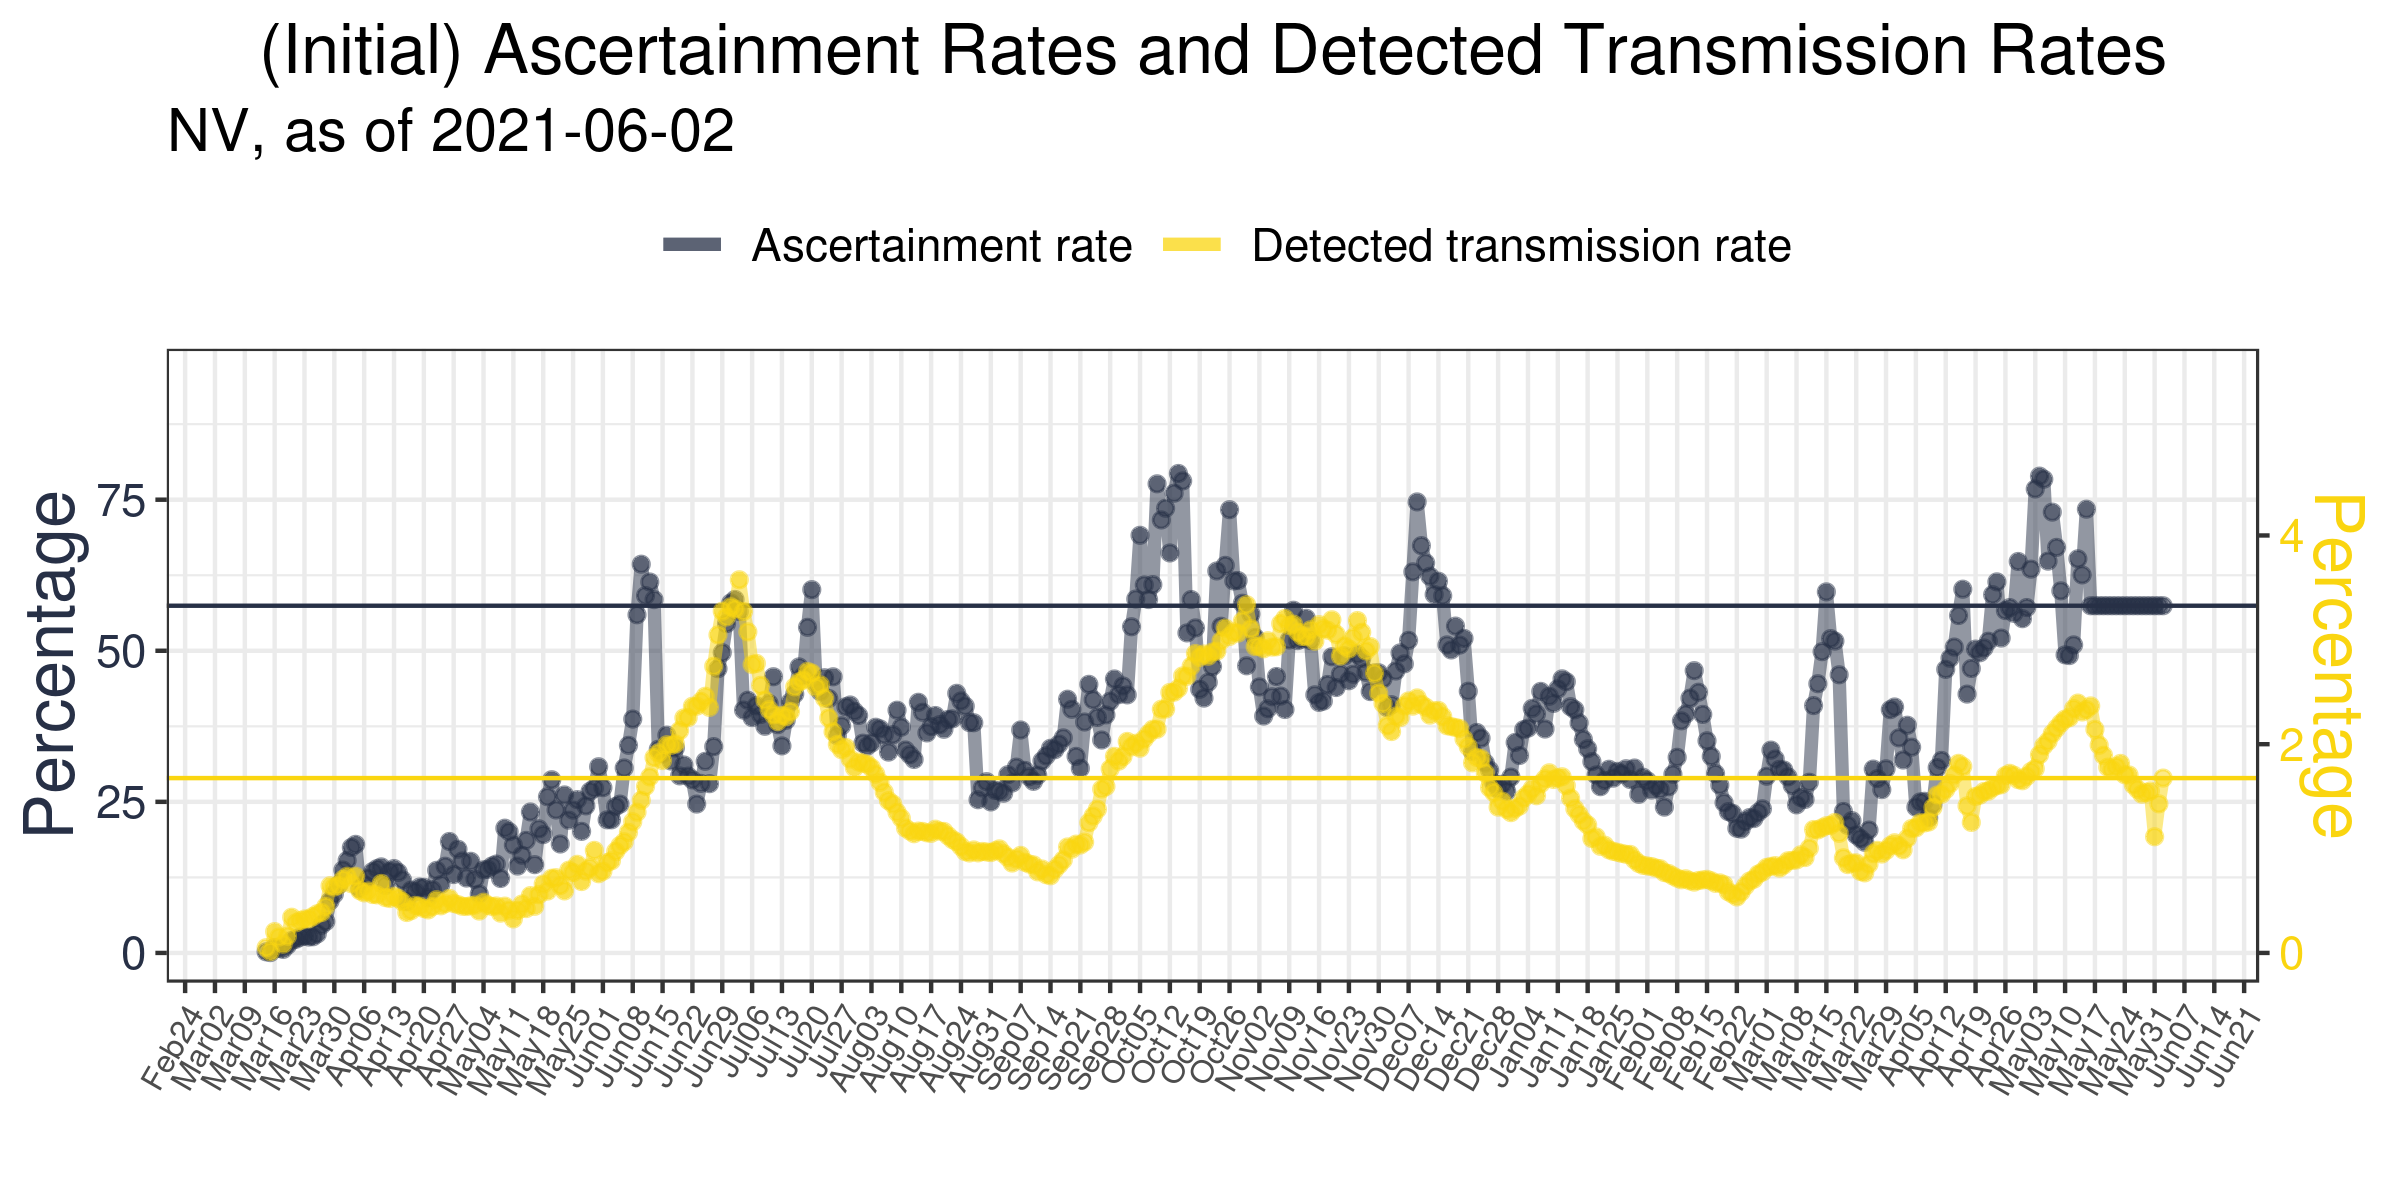 (Initial) Ascertainment Rates and Detected Transmission Rates
NV, as of 2021-06-02
Ascertainment rate
Detected transmission rate
Percentage
75
50
25
0
4
2
0
Percentage
Feb24
Mar02
Mar09
Mar16
Mar23
Mar30
Apr06
Apr13
Apr20
Apr27
May04
May11
May18
May25
Jun01
Jun08
Jun15
Jun22
Jun29
Jul06
Jul13
Jul20
Jul27
Aug03
Aug10
Aug17
Aug24
Aug31
Sep07
Sep14
Sep21
Sep28
Oct05
Oct12
Oct19
Oct26
Nov02
Nov09
Nov16
Nov23
Nov30
Dec07
Dec14
Dec21
Dec28
Jan04
Jan11
Jan18
Jan25
Feb01
Feb08
Feb15
Feb22
Mar01
Mar08
Mar15
Mar22
Mar29
Apr05
Apr12
Apr19
Apr26
May03
May10
May17
May24
May31
Jun07
Jun14
Jun21